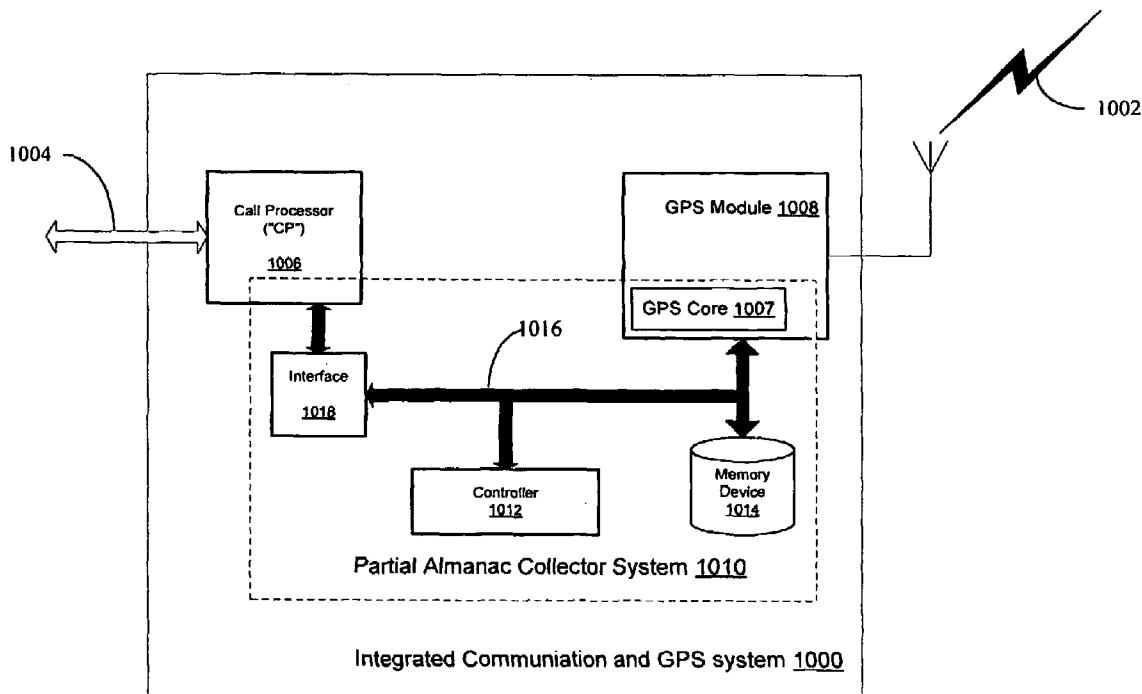 1002
1004
Call Processor
("CP")
1006
GPS Module 1008
GPS Core 1007
1016
Interface
1018
Controller
1012
Memory
Device
1014
Partial Almanac Collector System 1010
Integrated Communiation and GPS system 1000